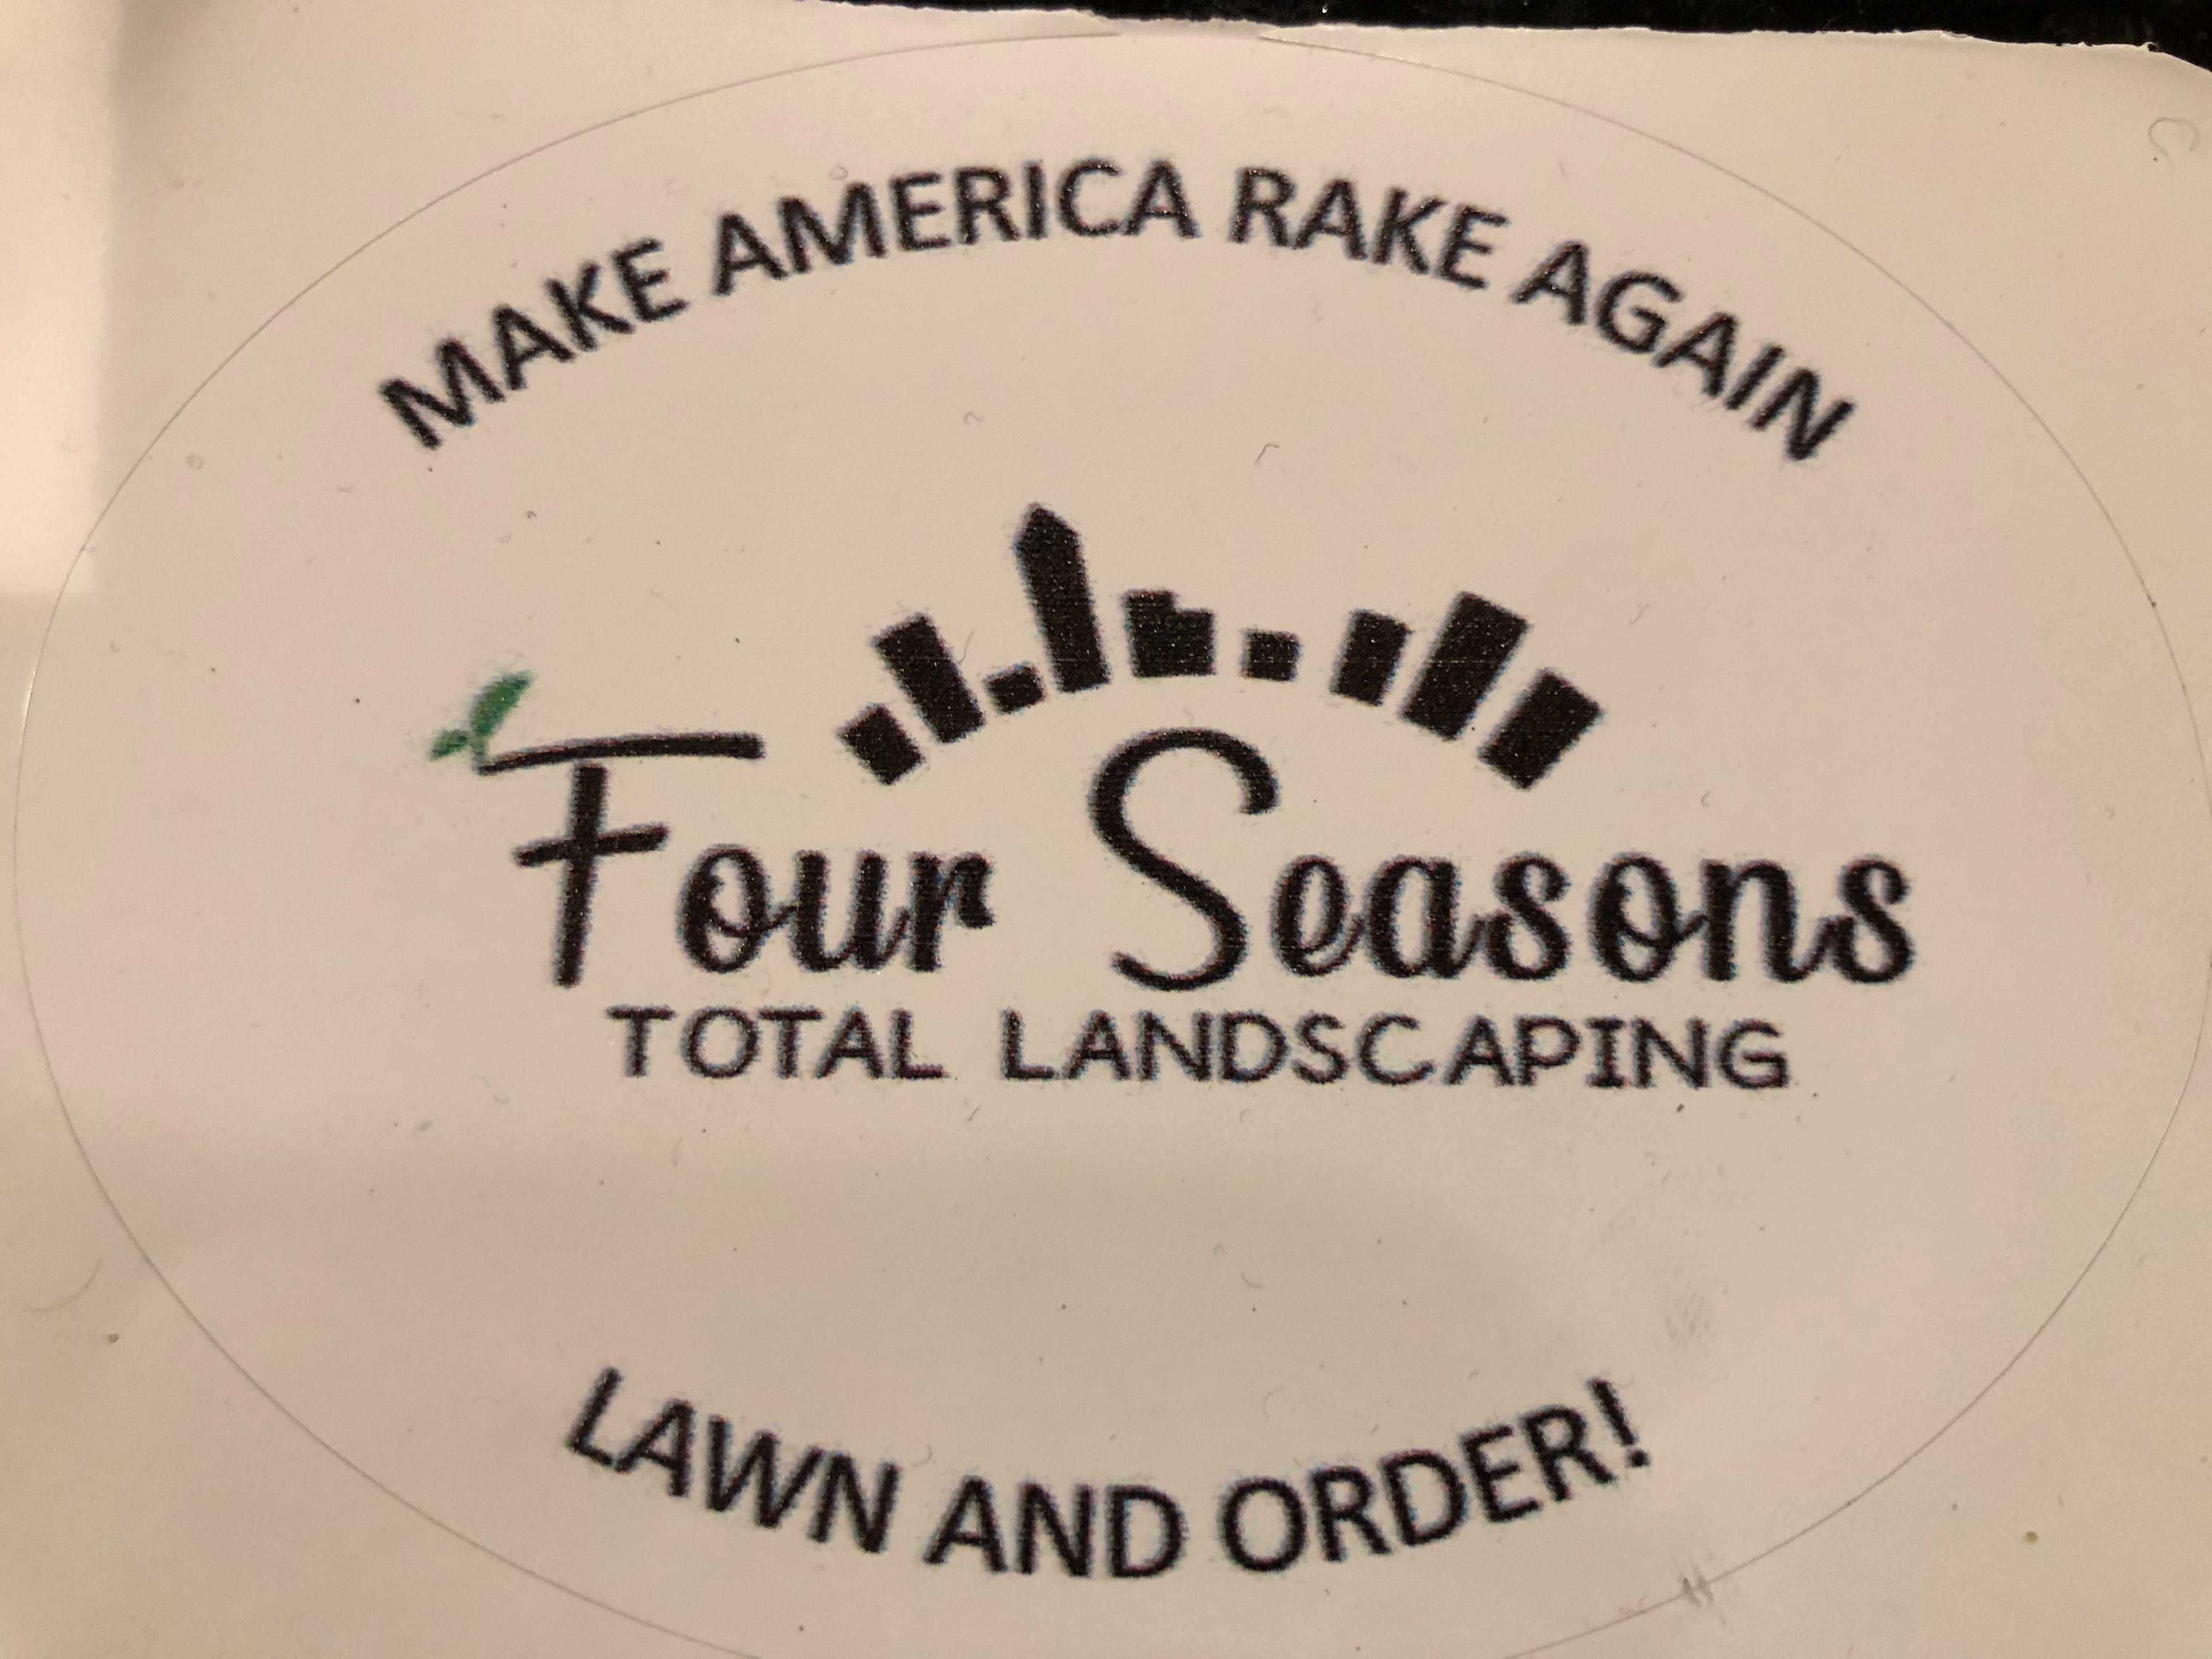 MAKE AMERICA RAKE AGAIN
Four Seasons
TOTAL LANDSCAPING
LAWN AND ORDER!